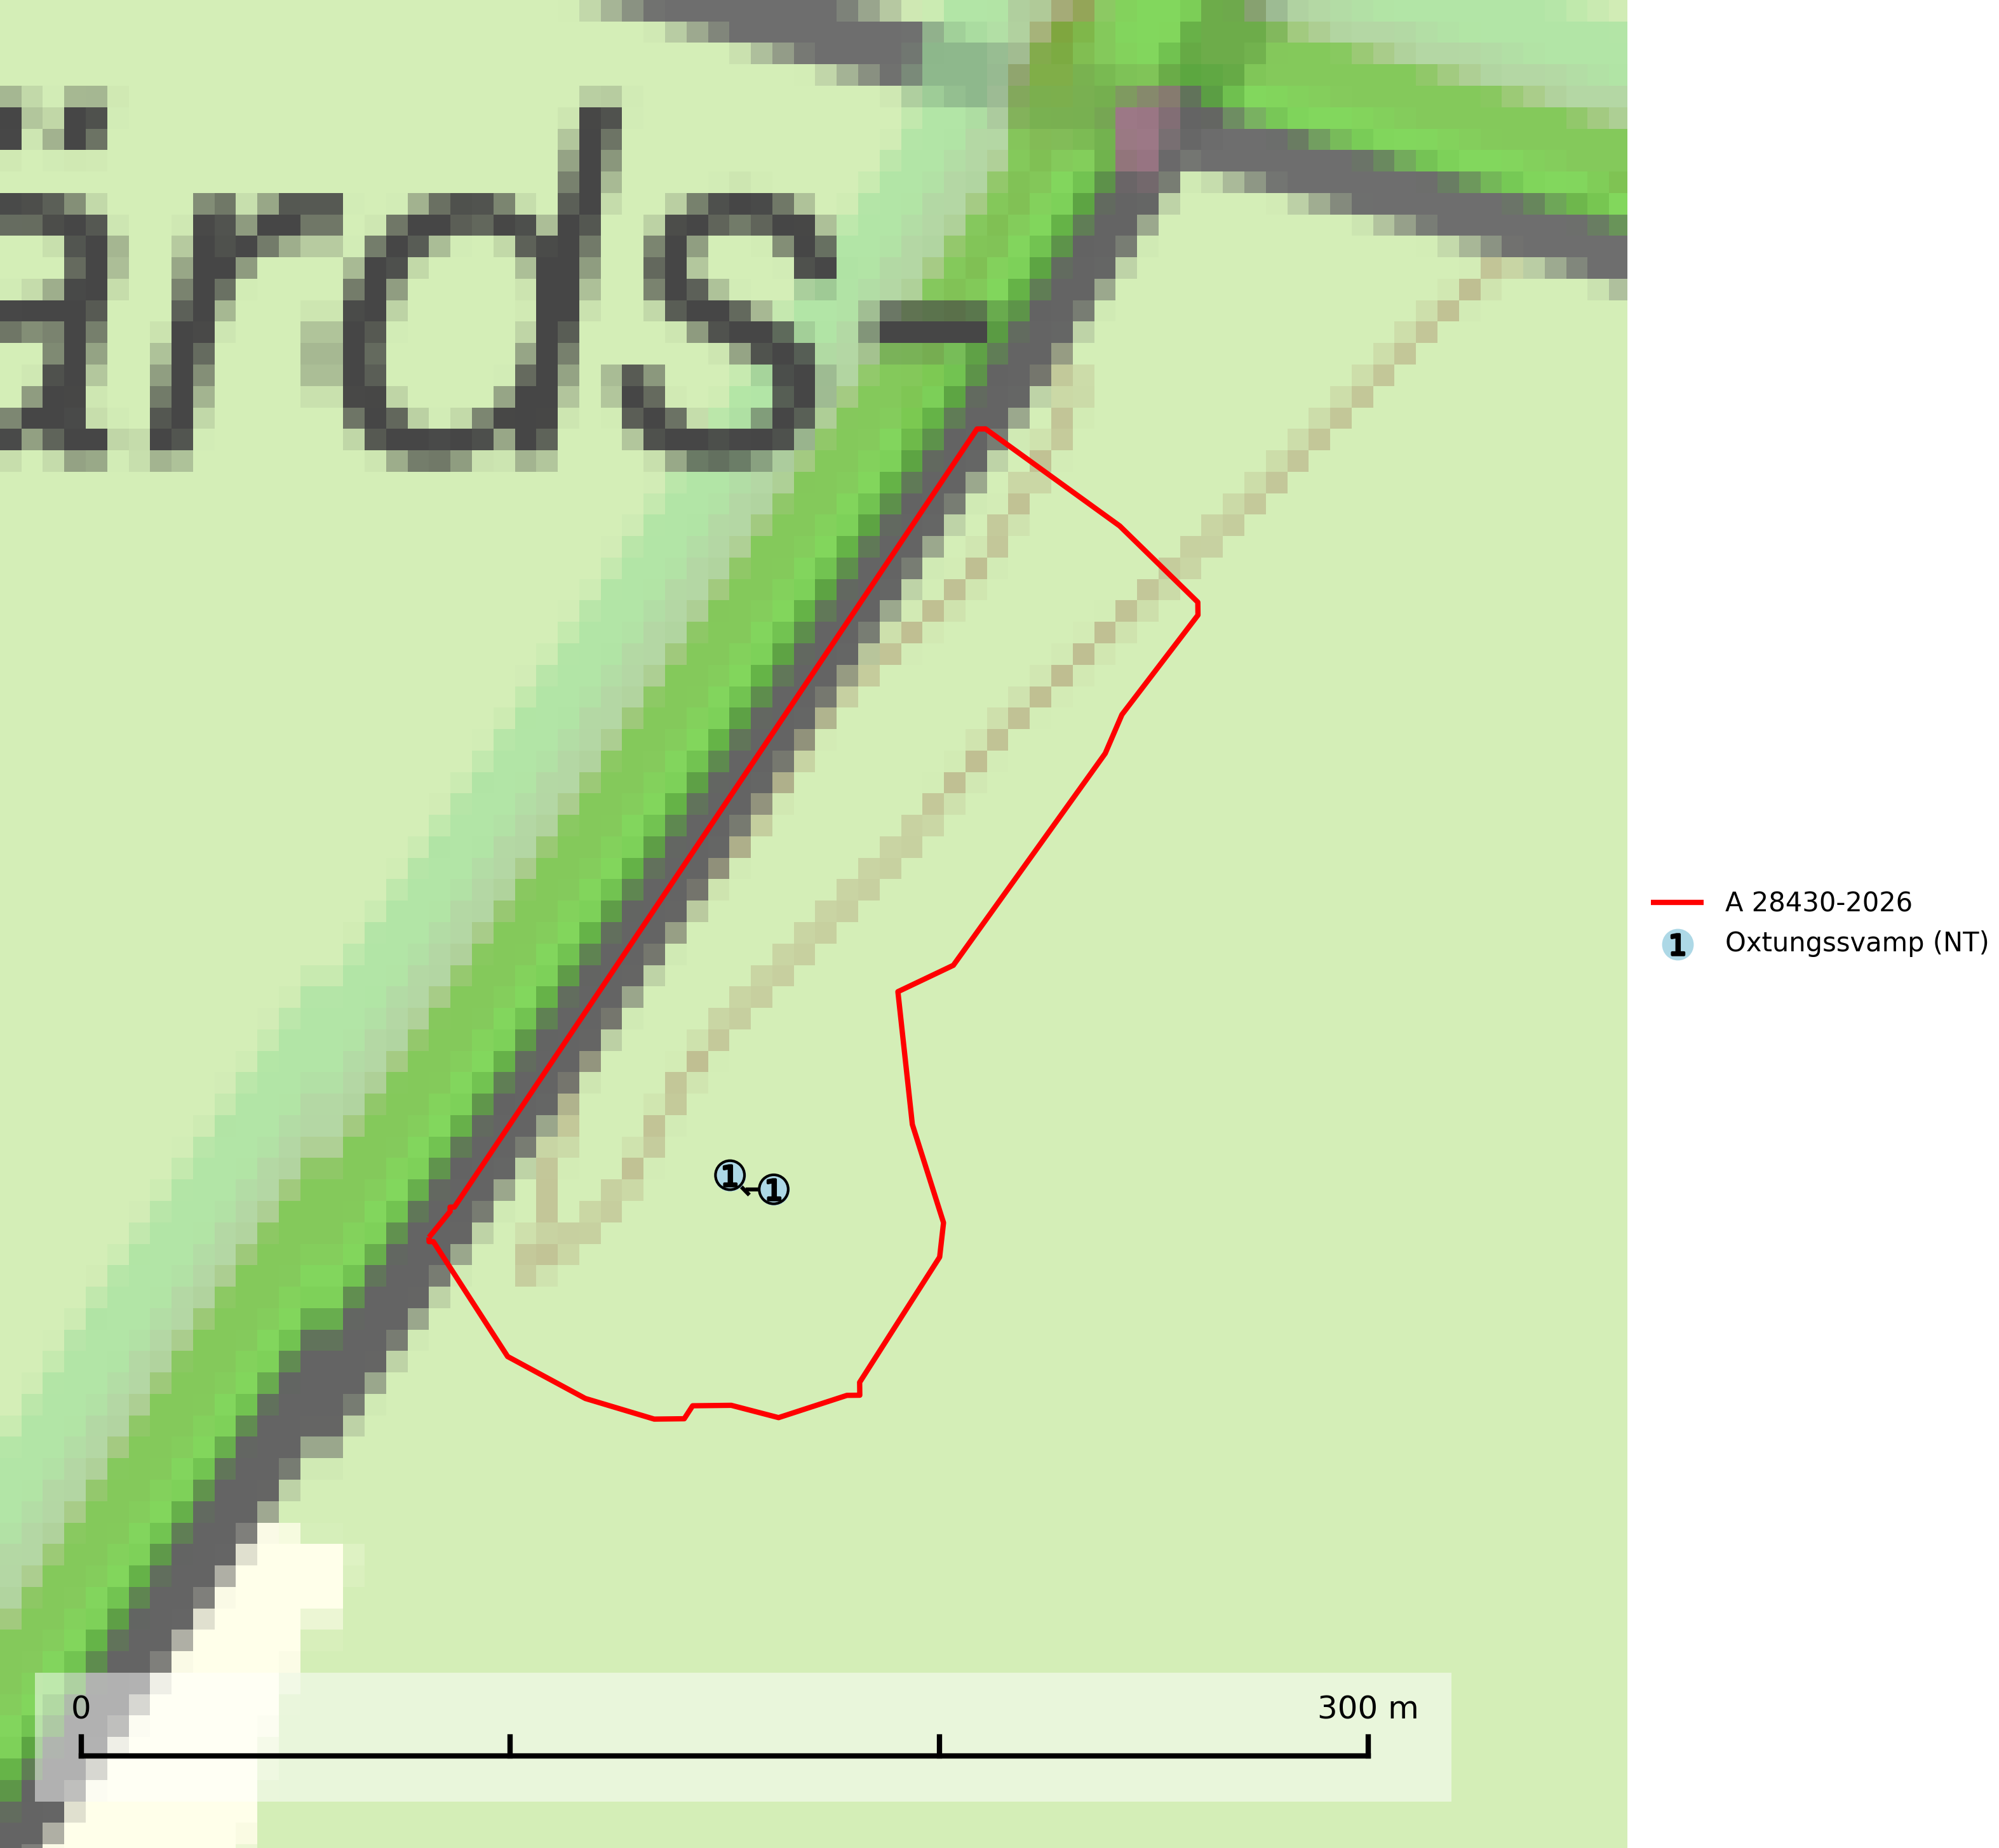 ärds
A 28430-2026
1 Oxtungssvamp (NT)
1 1
0 300 m